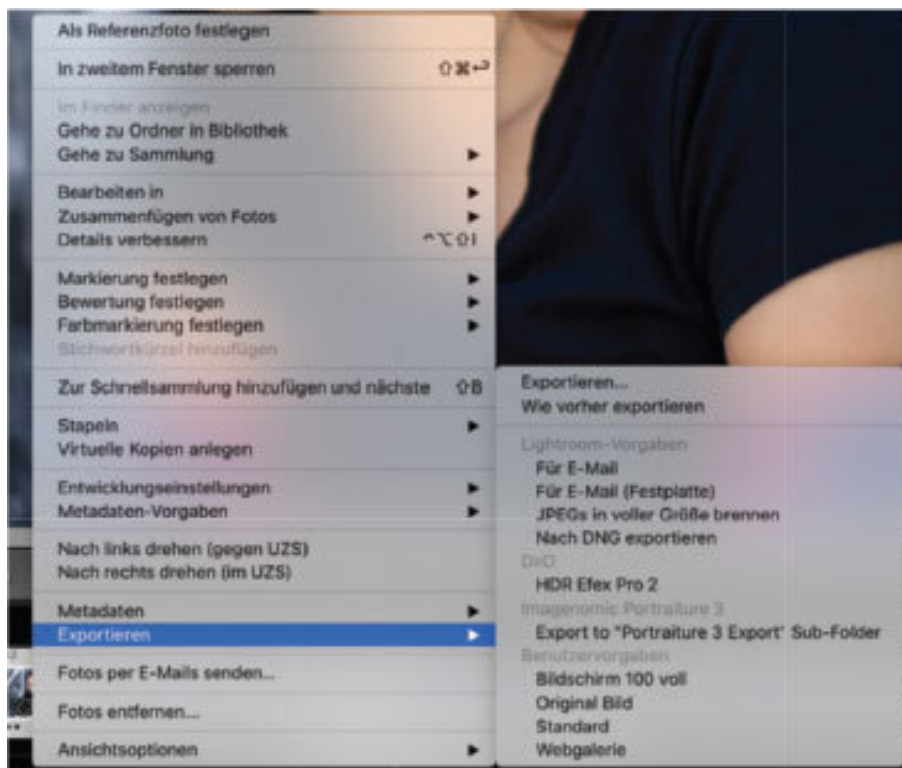 Als Referenzfoto festlegen
In zweitem Fenster sperren ⇧⌘↩
Im Finder anzeigen
Gehe zu Ordner in Bibliothek
Gehe zu Sammlung ▶
Bearbeiten in ▶
Zusammenfügen von Fotos ▶
Details verbessern ⌃⌥⇧I
Markierung festlegen ▶
Bewertung festlegen ▶
Farbmarkierung festlegen ▶
Stichwortkürzel hinzufügen
Zur Schnellsammlung hinzufügen und nächste ⇧B
Stapeln ▶
Virtuelle Kopien anlegen
Entwicklungseinstellungen ▶
Metadaten-Vorgaben ▶
Nach links drehen (gegen UZS)
Nach rechts drehen (im UZS)
Metadaten ▶
Exportieren ▶
Fotos per E-Mails senden...
Fotos entfernen...
Ansichtsoptionen ▶
Exportieren...
Wie vorher exportieren
Lightroom-Vorgaben
Für E-Mail
Für E-Mail (Festplatte)
JPEGs in voller Größe brennen
Nach DNG exportieren
DxO
HDR Efex Pro 2
Imagenomic Portraiture 3
Export to "Portraiture 3 Export" Sub-Folder
Benutzervorgaben
Bildschirm 100 voll
Original Bild
Standard
Webgalerie